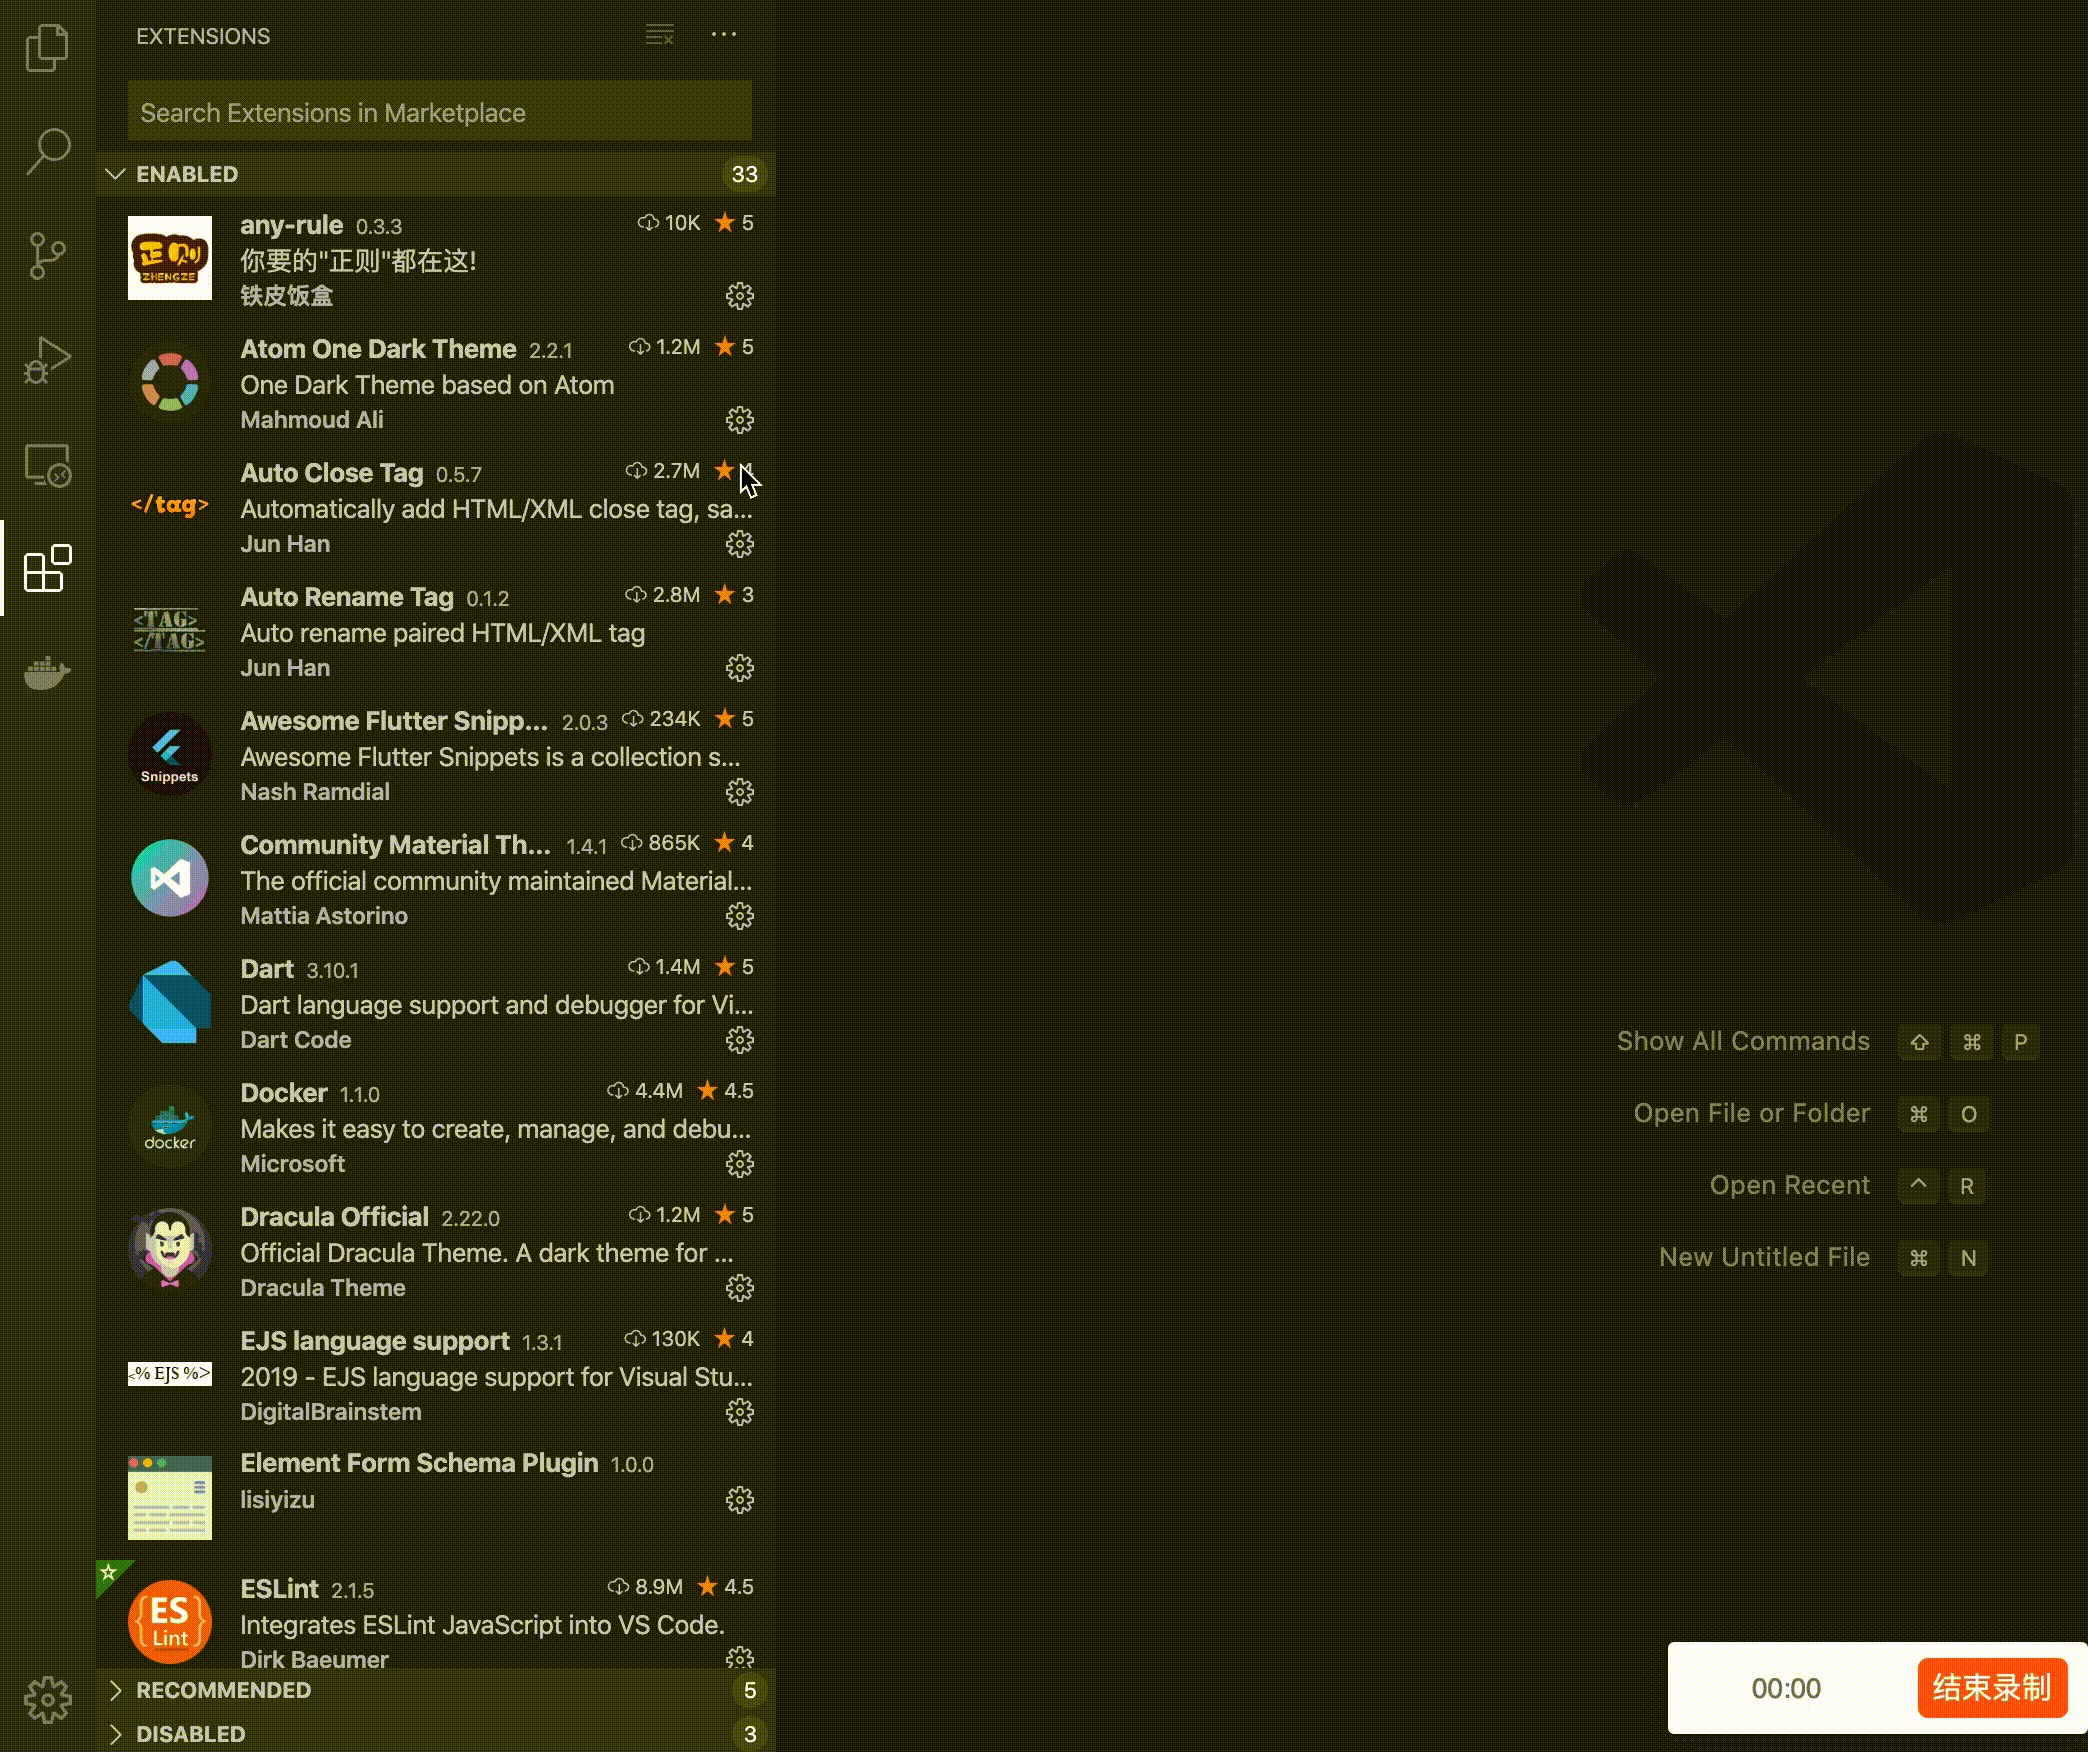 EXTENSIONS
Search Extensions in Marketplace
ENABLED 33
any-rule 0.3.3 10K ★ 5
你要的"正则"都在这!
铁皮饭盒
正则
ZHENGZE
Atom One Dark Theme 2.2.1 1.2M ★ 5
One Dark Theme based on Atom
Mahmoud Ali
Auto Close Tag 0.5.7 2.7M ★
</tag>
Automatically add HTML/XML close tag, sa...
Jun Han
Auto Rename Tag 0.1.2 2.8M ★ 3
<TAG>
</TAG>
Auto rename paired HTML/XML tag
Jun Han
Awesome Flutter Snipp... 2.0.3 234K ★ 5
Awesome Flutter Snippets is a collection s...
Snippets
Nash Ramdial
Community Material Th... 1.4.1 865K ★ 4
The official community maintained Material...
Mattia Astorino
Dart 3.10.1 1.4M ★ 5
Dart language support and debugger for Vi...
Dart Code
Docker 1.1.0 4.4M ★ 4.5
Makes it easy to create, manage, and debu...
docker
Microsoft
Dracula Official 2.22.0 1.2M ★ 5
Official Dracula Theme. A dark theme for ...
Dracula Theme
EJS language support 1.3.1 130K ★ 4
<% EJS %>
2019 - EJS language support for Visual Stu...
DigitalBrainstem
Element Form Schema Plugin 1.0.0
lisiyizu
ESLint 2.1.5 8.9M ★ 4.5
{ES
Lint}
Integrates ESLint JavaScript into VS Code.
Dirk Baeumer
RECOMMENDED 5
DISABLED 3
Show All Commands ⇧ ⌘ P
Open File or Folder ⌘ O
Open Recent ^ R
New Untitled File ⌘ N
00:00 结束录制